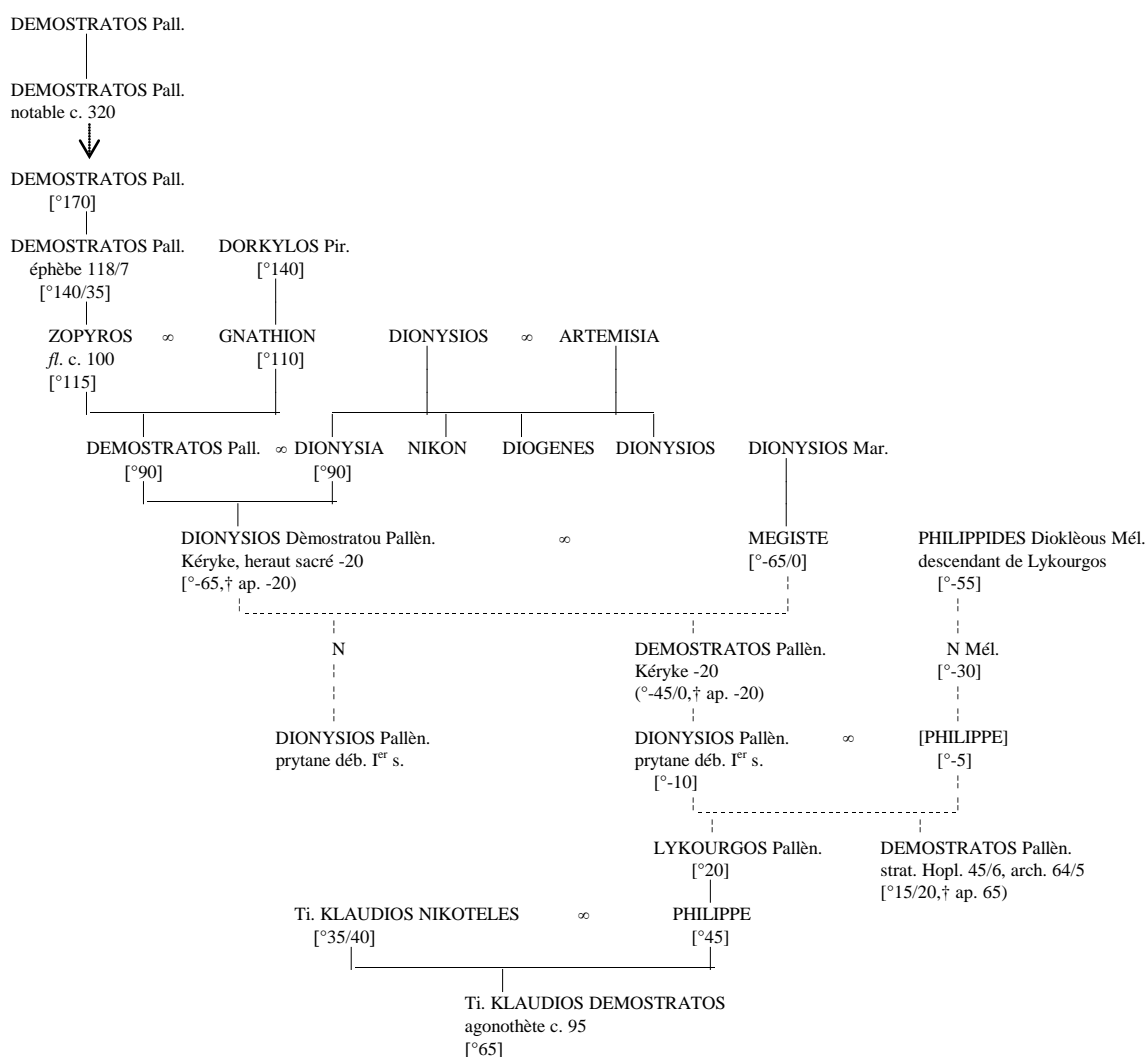 DEMOSTRATOS Pall.
DEMOSTRATOS Pall.
notable c. 320
DEMOSTRATOS Pall.
[°170]
DEMOSTRATOS Pall. DORKYLOS Pir.
éphèbe 118/7 [°140]
[°140/35]
ZOPYROS ∞ GNATHION DIONYSIOS ∞ ARTEMISIA
fl. c. 100 [°110]
[°115]
DEMOSTRATOS Pall. ∞ DIONYSIA NIKON DIOGENES DIONYSIOS DIONYSIOS Mar.
[°90] [°90]
DIONYSIOS Dèmostratou Pallèn. ∞ MEGISTE PHILIPPIDES Dioklèous Mél.
Kéryke, heraut sacré -20 [°-65/0] descendant de Lykourgos
[°-65,† ap. -20) [°-55]
N DEMOSTRATOS Pallèn. N Mél.
Kéryke -20 [°-30]
(°-45/0,† ap. -20)
DIONYSIOS Pallèn. DIONYSIOS Pallèn. ∞ [PHILIPPE]
prytane déb. Ier s. prytane déb. Ier s. [°-5]
[°-10]
LYKOURGOS Pallèn. DEMOSTRATOS Pallèn.
[°20] strat. Hopl. 45/6, arch. 64/5
[°15/20,† ap. 65)
Ti. KLAUDIOS NIKOTELES ∞ PHILIPPE
[°35/40] [°45]
Ti. KLAUDIOS DEMOSTRATOS
agonothète c. 95
[°65]